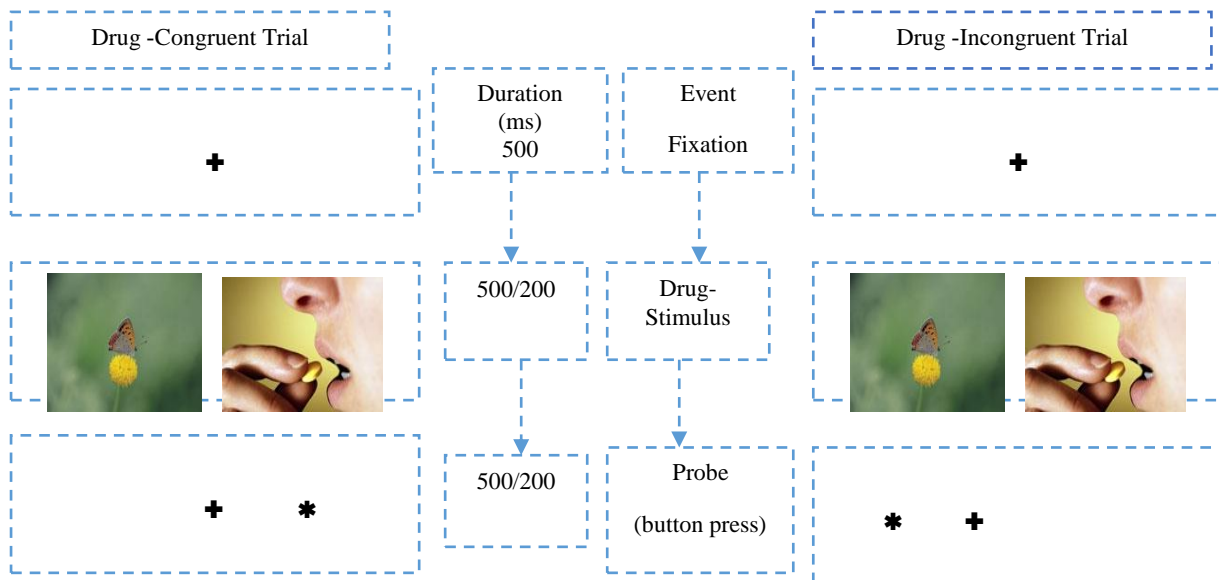 Drug -Congruent Trial
Drug -Incongruent Trial
Duration
(ms)
500
Event
Fixation
500/200
Drug-
Stimulus
500/200
Probe
(button press)